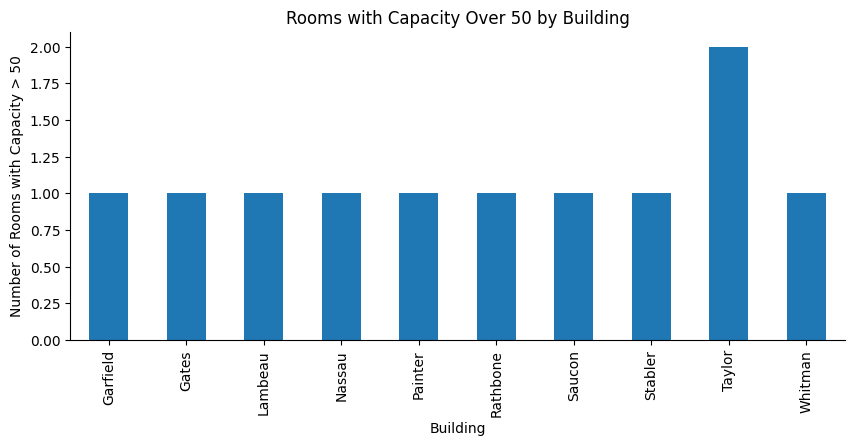 Rooms with Capacity Over 50 by Building
Number of Rooms with Capacity > 50
2.00
1.75
1.50
1.25
1.00
0.75
0.50
0.25
0.00
Garfield
Gates
Lambeau
Nassau
Painter
Rathbone
Saucon
Stabler
Taylor
Whitman
Building